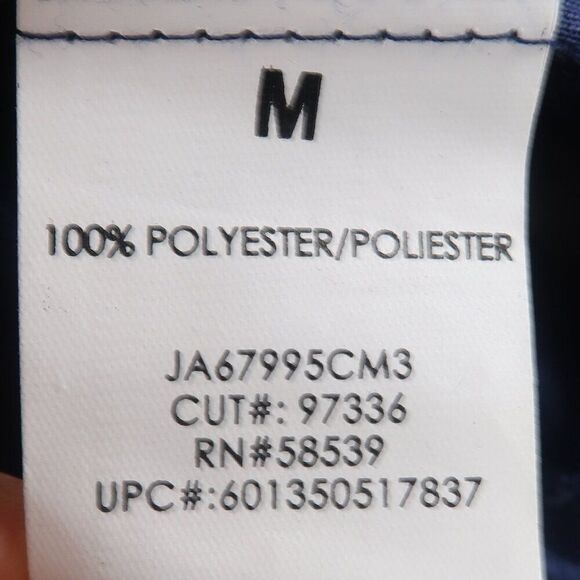 M
100% POLYESTER/POLIESTER
JA67995CM3
CUT#: 97336
RN#58539
UPC#:601350517837